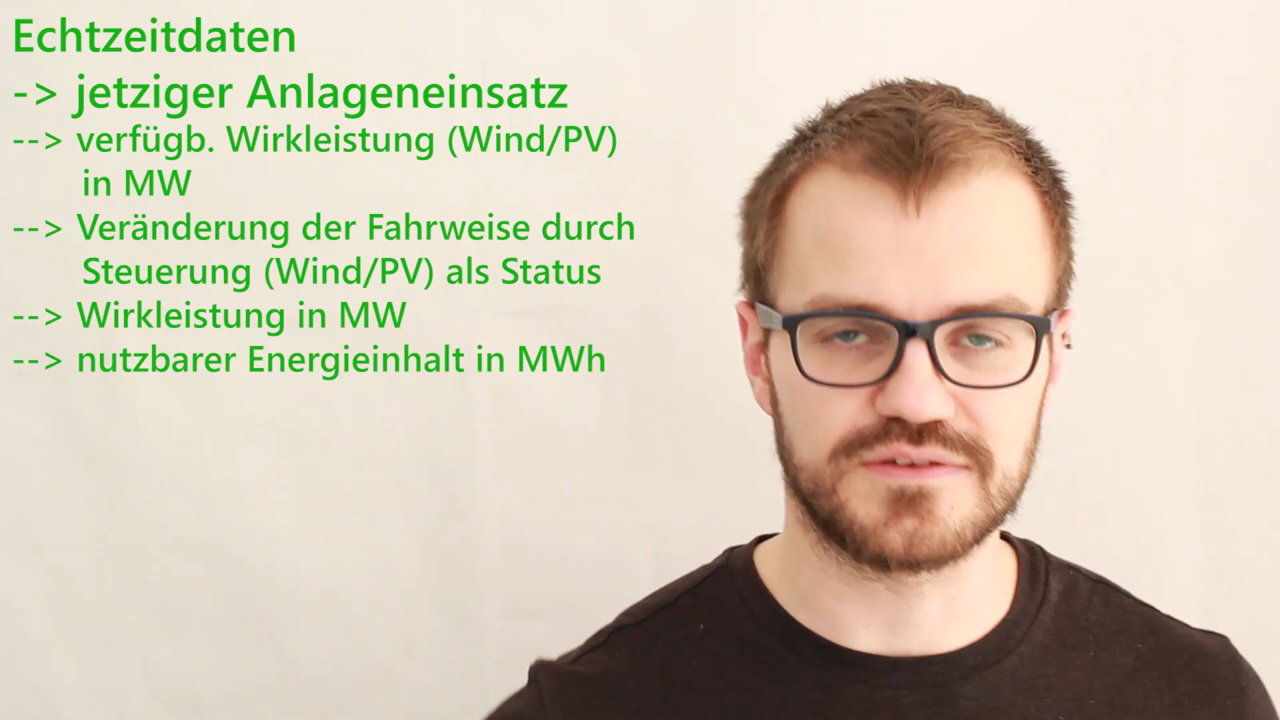 Echtzeitdaten
-> jetziger Anlageneinsatz
--> verfügb. Wirkleistung (Wind/PV)
in MW
--> Veränderung der Fahrweise durch
Steuerung (Wind/PV) als Status
--> Wirkleistung in MW
--> nutzbarer Energieinhalt in MWh